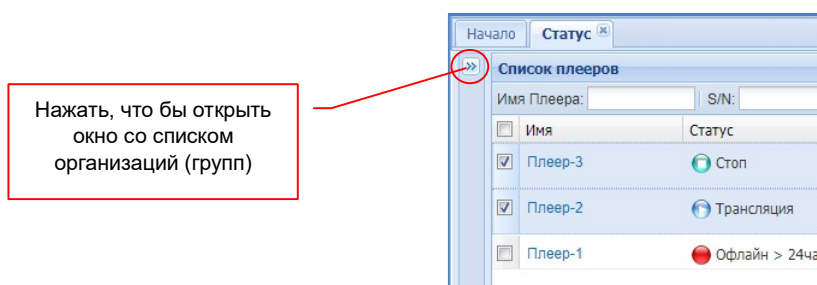 Начало Статус
Список плееров
Имя Плеера: S/N:
Имя Статус
Плеер-3 Стоп
Плеер-2 Трансляция
Плеер-1 Офлайн > 24ча
Нажать, что бы открыть
окно со списком
организаций (групп)